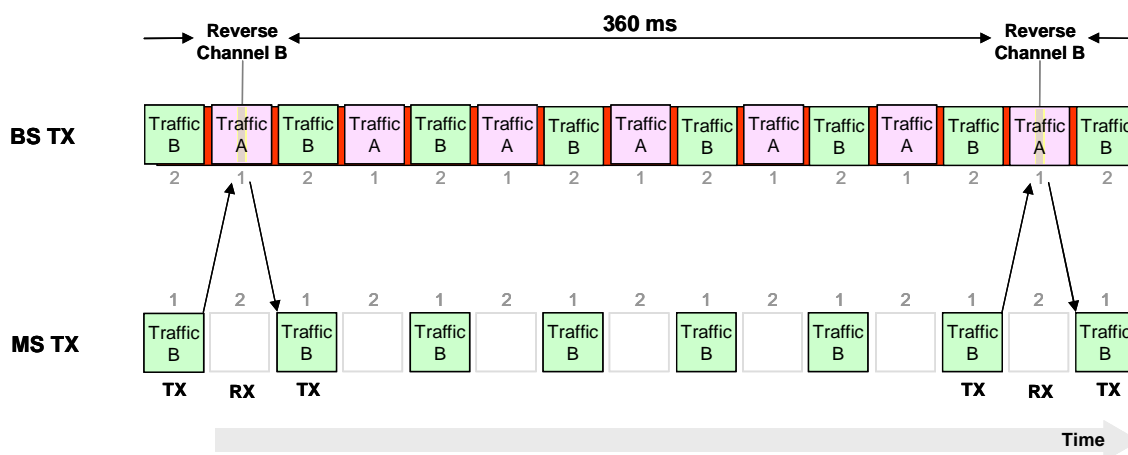 Reverse
Channel B
360 ms
Reverse
Channel B
BS TX
Traffic B Traffic A Traffic B Traffic A Traffic B Traffic A Traffic B Traffic A Traffic B Traffic A Traffic B Traffic A Traffic B Traffic A Traffic B
2 1 2 1 2 1 2 1 2 1 2 1 2 1 2
1 2 1 2 1 2 1 2 1 2 1 2 1 2 1
MS TX
Traffic B Traffic B Traffic B Traffic B Traffic B Traffic B Traffic B Traffic B
TX RX TX TX RX TX
Time